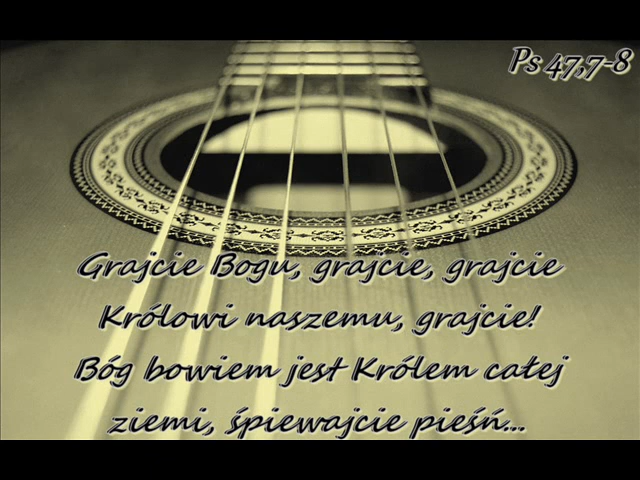 Ps 47,7-8
Grajcie Bogu, grajcie, grajcie
Królowi naszemu, grajcie!
Bóg bowiem jest Królem całej
ziemi, śpiewajcie pieśń...